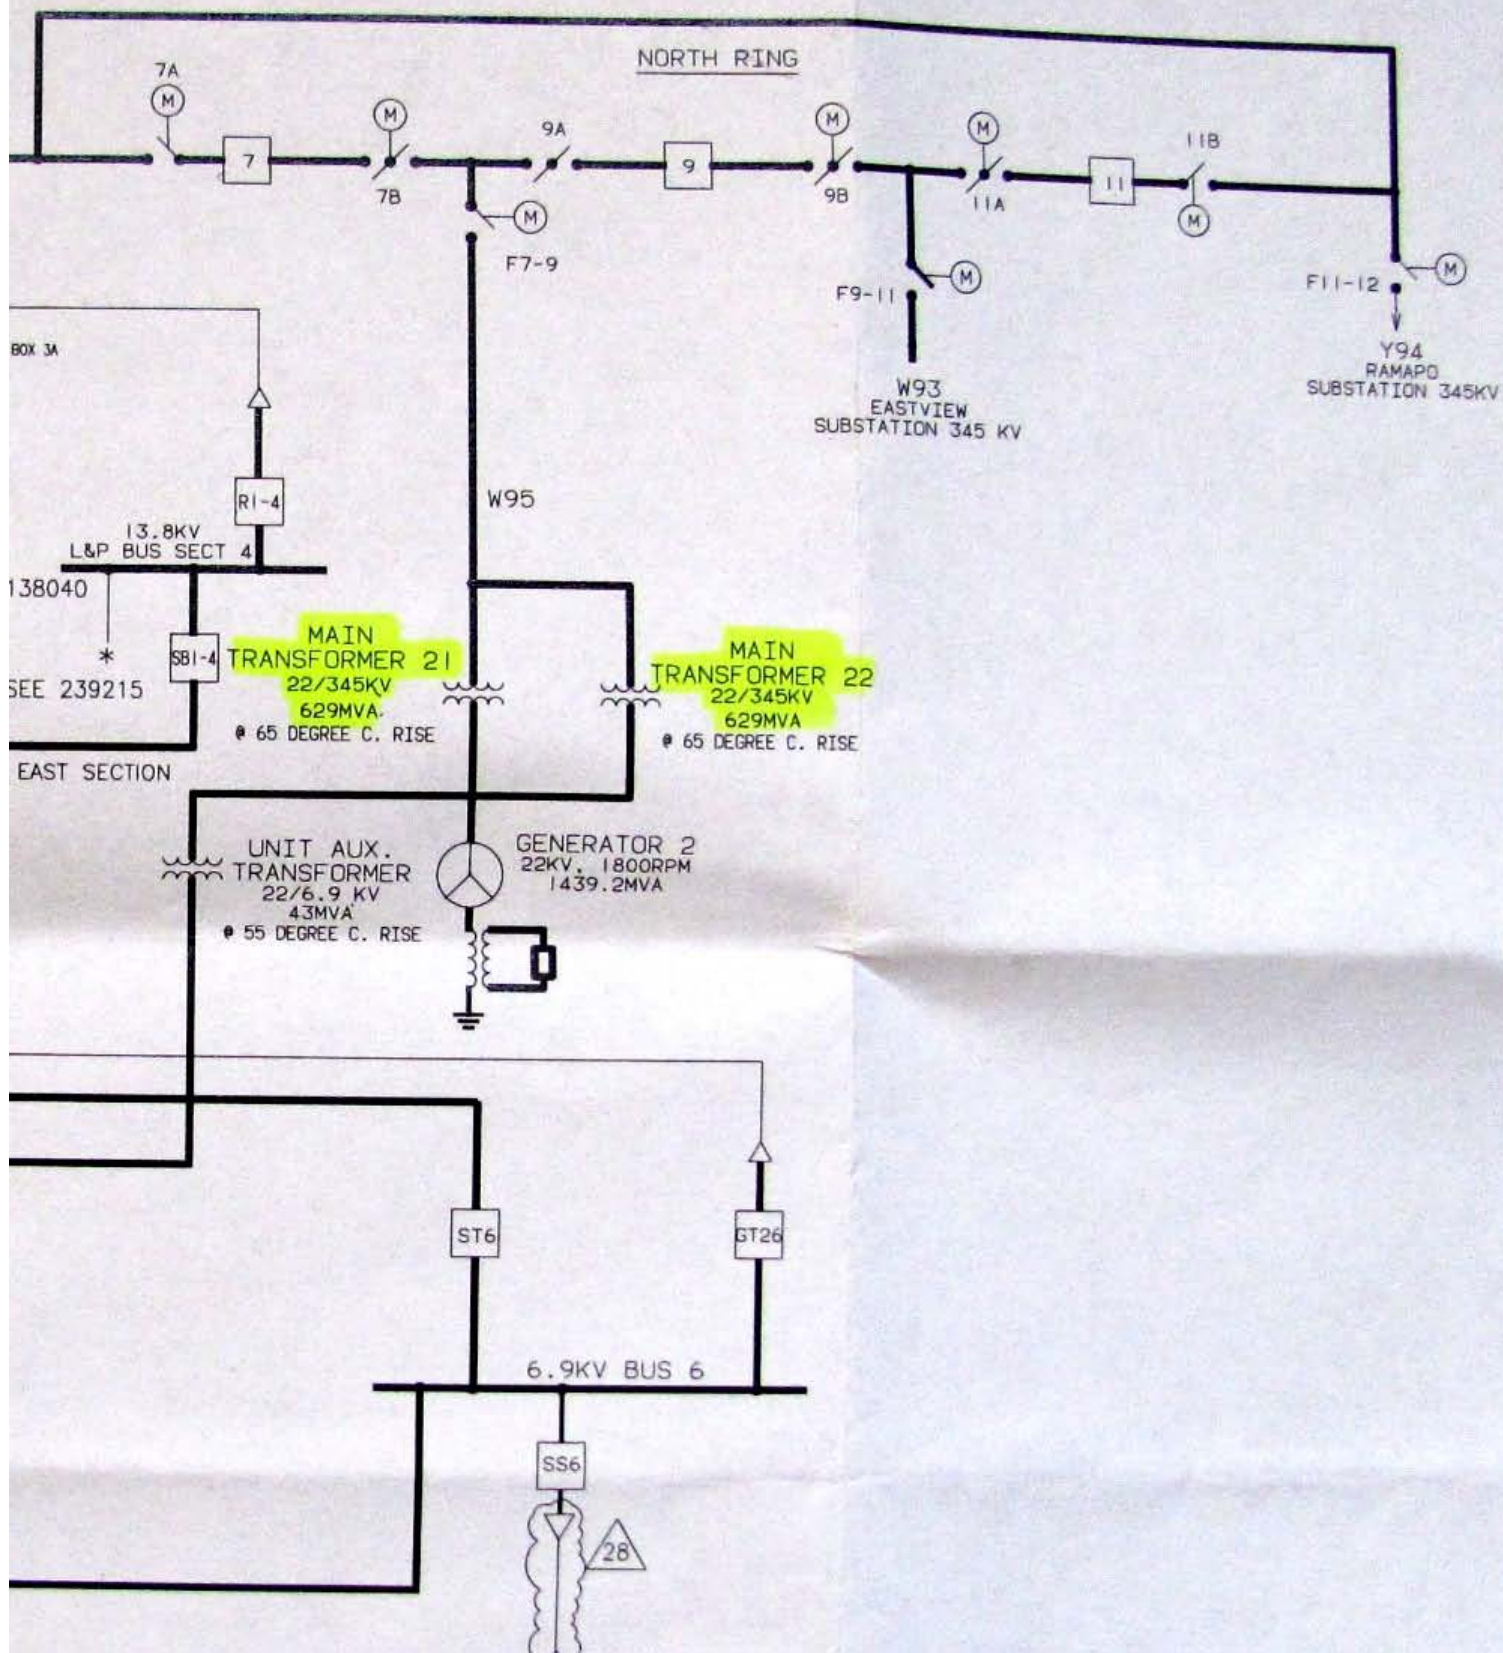 NORTH RING
7A
M
7
M
7B
9A
9
M
9B
M
11A
11
11B
M
M
F7-9
M
F9-11
M
F11-12
Y94
RAMAPO
SUBSTATION 345KV
W93
EASTVIEW
SUBSTATION 345 KV
BOX 3A
R1-4
W95
13.8KV
L&P BUS SECT 4
138040
*
SEE 239215
SB1-4
MAIN
TRANSFORMER 21
22/345KV
629MVA
@ 65 DEGREE C. RISE
MAIN
TRANSFORMER 22
22/345KV
629MVA
@ 65 DEGREE C. RISE
EAST SECTION
UNIT AUX.
TRANSFORMER
22/6.9 KV
43MVA
@ 55 DEGREE C. RISE
GENERATOR 2
22KV, 1800RPM
1439.2MVA
ST6
GT26
6.9KV BUS 6
SS6
28